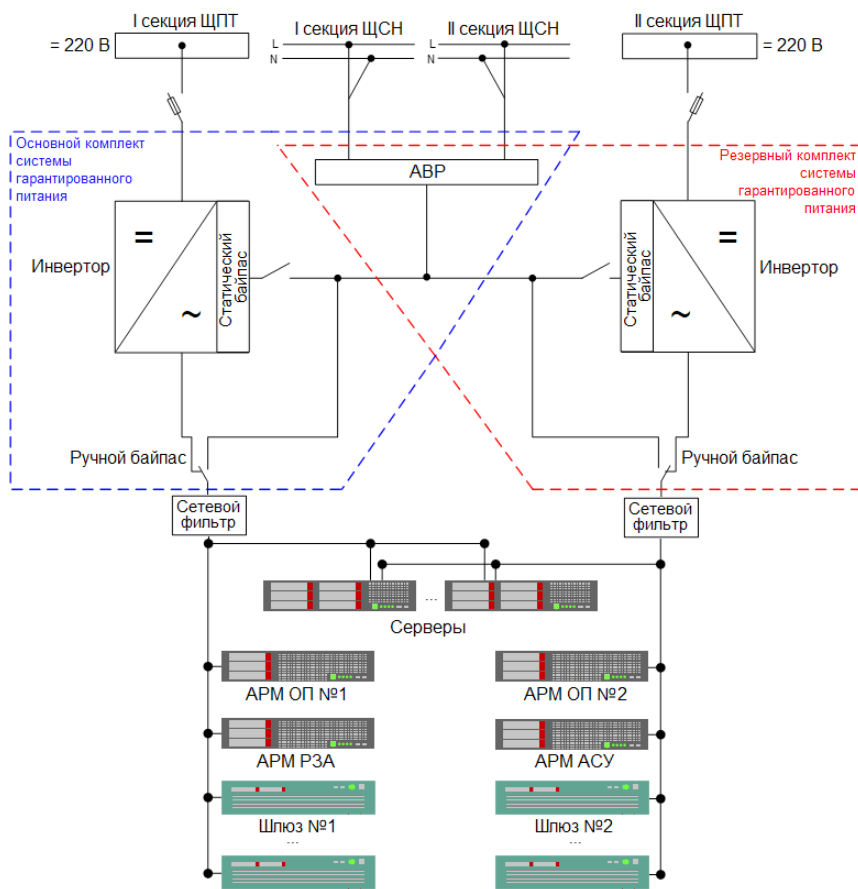 I секция ЩПТ
I секция ЩСН
II секция ЩСН
II секция ЩПТ
= 220 В
L
N
L
N
= 220 В
Основной комплект
системы
гарантированного
питания
АВР
Резервный комплект
системы
гарантированного
питания
=
~
Инвертор
Статический
байпас
Статический
байпас
=
~
Инвертор
Ручной байпас
Ручной байпас
Сетевой
фильтр
Сетевой
фильтр
...
Серверы
АРМ ОП №1
АРМ ОП №2
АРМ РЗА
АРМ АСУ
Шлюз №1
Шлюз №2
...
...